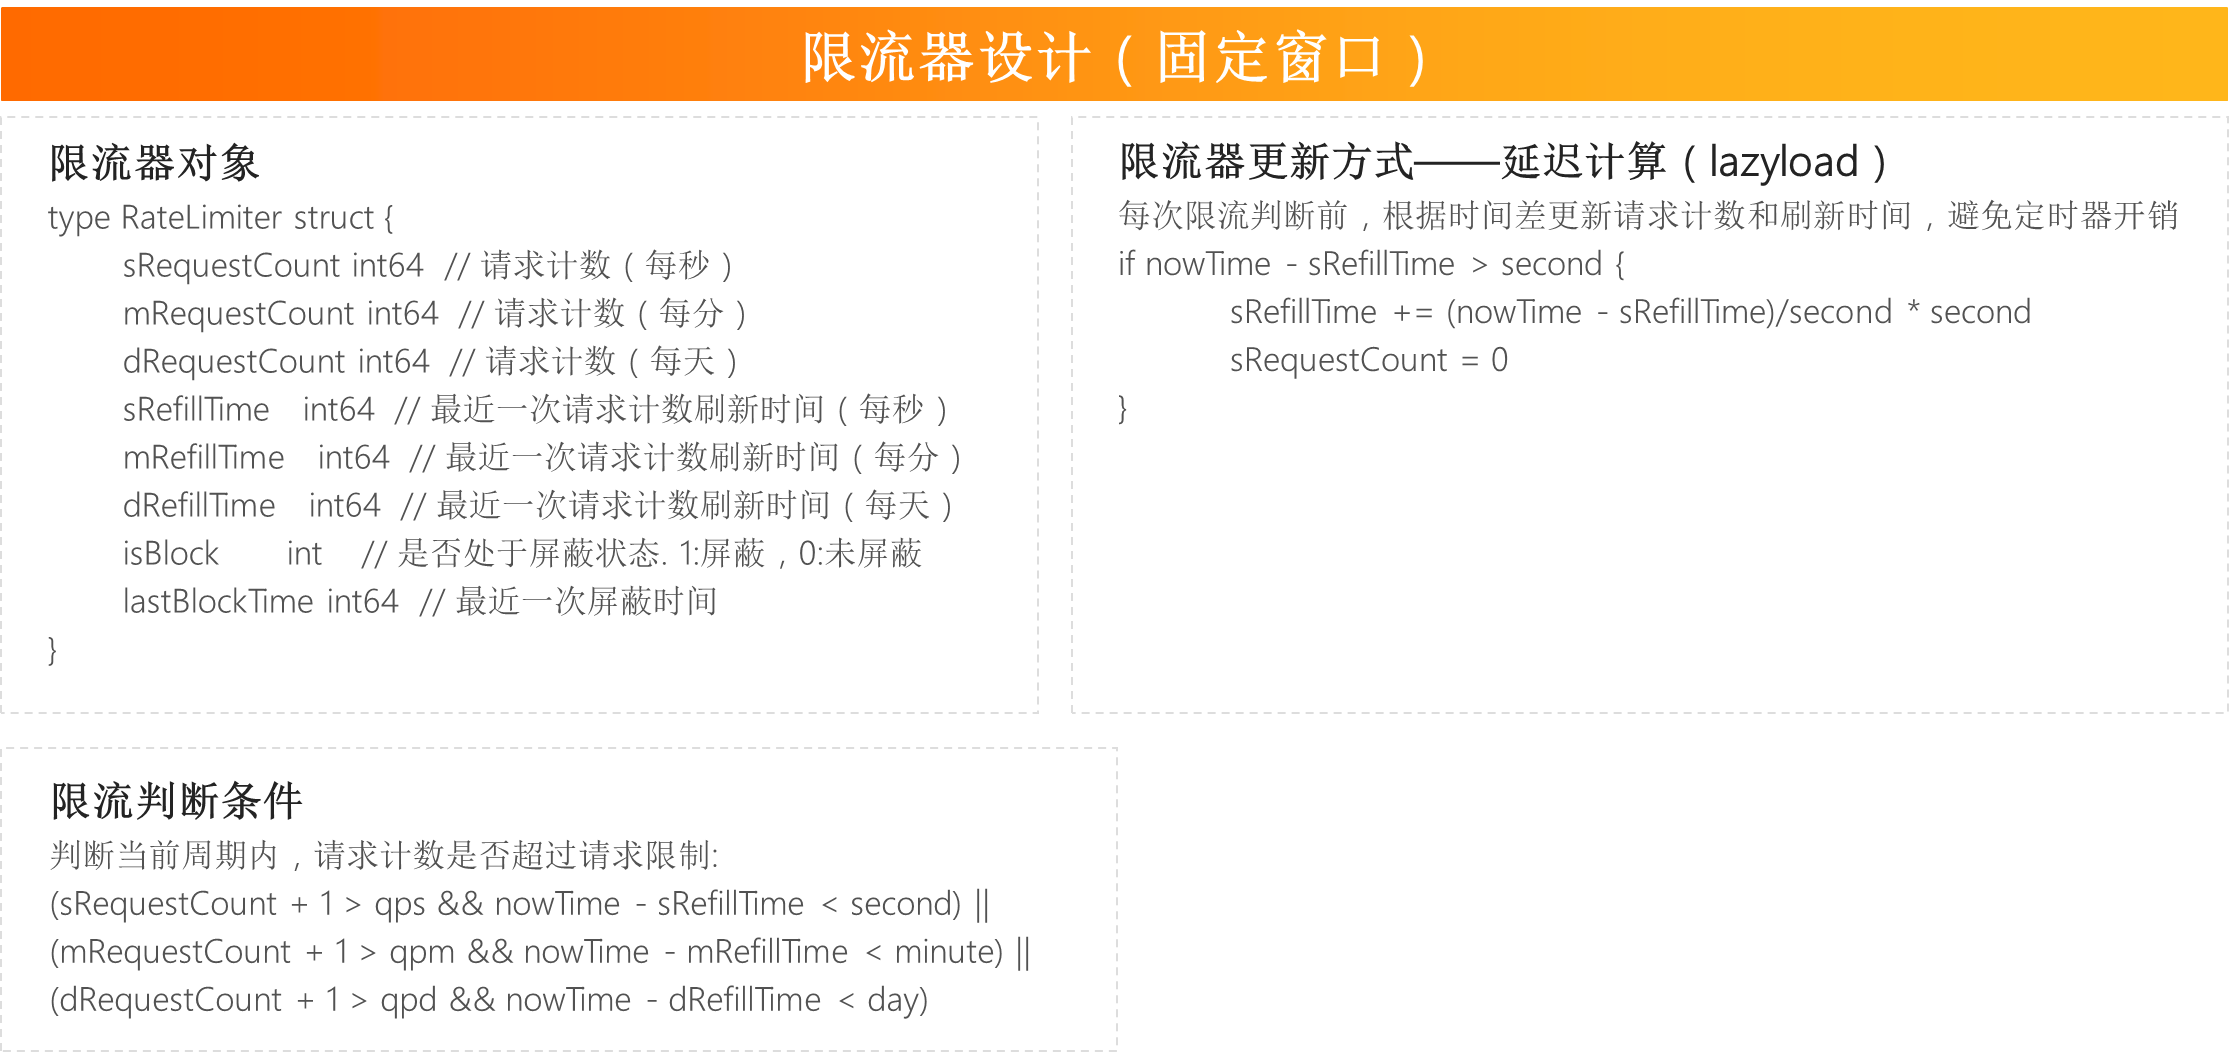 限流器设计（固定窗口）
限流器对象
type RateLimiter struct {
sRequestCount int64 // 请求计数（每秒）
mRequestCount int64 // 请求计数（每分）
dRequestCount int64 // 请求计数（每天）
sRefillTime int64 // 最近一次请求计数刷新时间（每秒）
mRefillTime int64 // 最近一次请求计数刷新时间（每分）
dRefillTime int64 // 最近一次请求计数刷新时间（每天）
isBlock int // 是否处于屏蔽状态. 1:屏蔽，0:未屏蔽
lastBlockTime int64 // 最近一次屏蔽时间
}
限流器更新方式——延迟计算（lazyload）
每次限流判断前，根据时间差更新请求计数和刷新时间，避免定时器开销
if nowTime - sRefillTime > second {
sRefillTime += (nowTime - sRefillTime)/second * second
sRequestCount = 0
}
限流判断条件
判断当前周期内，请求计数是否超过请求限制:
(sRequestCount + 1 > qps && nowTime - sRefillTime < second) ||
(mRequestCount + 1 > qpm && nowTime - mRefillTime < minute) ||
(dRequestCount + 1 > qpd && nowTime - dRefillTime < day)